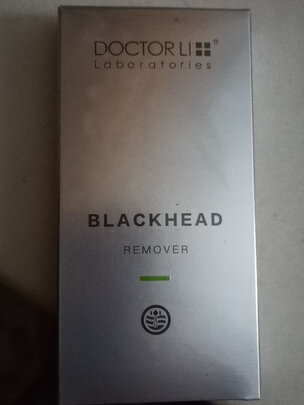 DOCTOR LI ®
Laboratories
BLACKHEAD
REMOVER